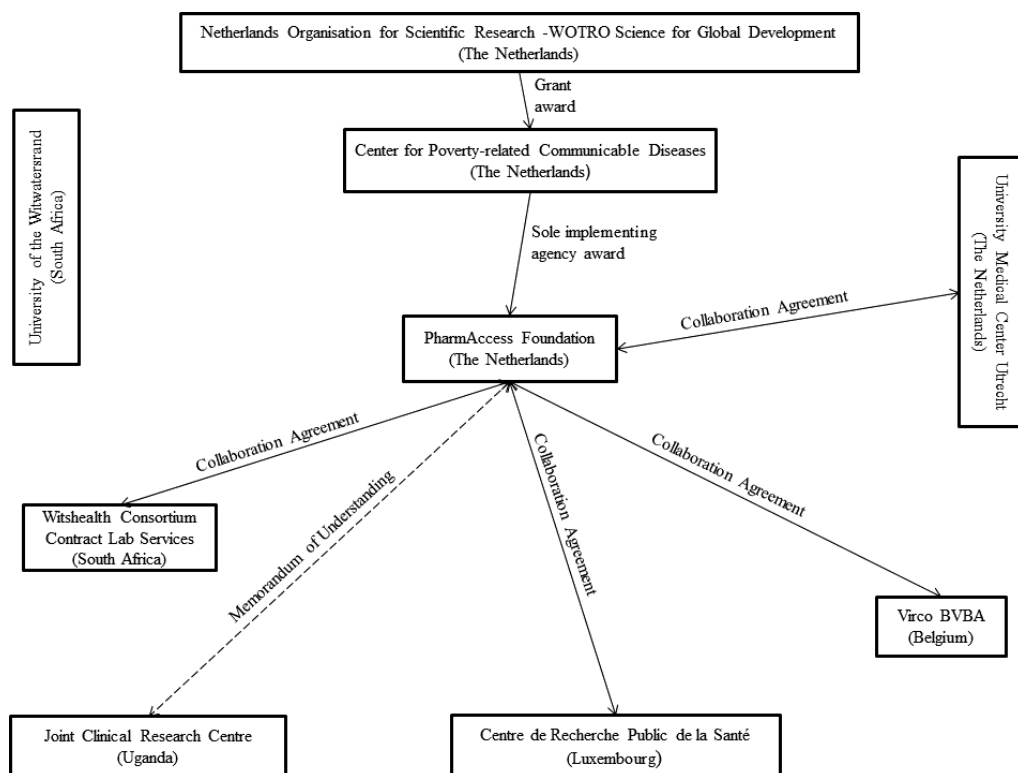 Netherlands Organisation for Scientific Research -WOTRO Science for Global Development
(The Netherlands)
Grant
award
Center for Poverty-related Communicable Diseases
(The Netherlands)
University of the Witwatersrand
(South Africa)
University Medical Center Utrecht
(The Netherlands)
Sole implementing
agency award
Collaboration Agreement
PharmAccess Foundation
(The Netherlands)
Collaboration Agreement
Collaboration Agreement
Collaboration Agreement
Memorandum of Understanding
Witshealth Consortium
Contract Lab Services
(South Africa)
Virco BVBA
(Belgium)
Joint Clinical Research Centre
(Uganda)
Centre de Recherche Public de la Santé
(Luxembourg)